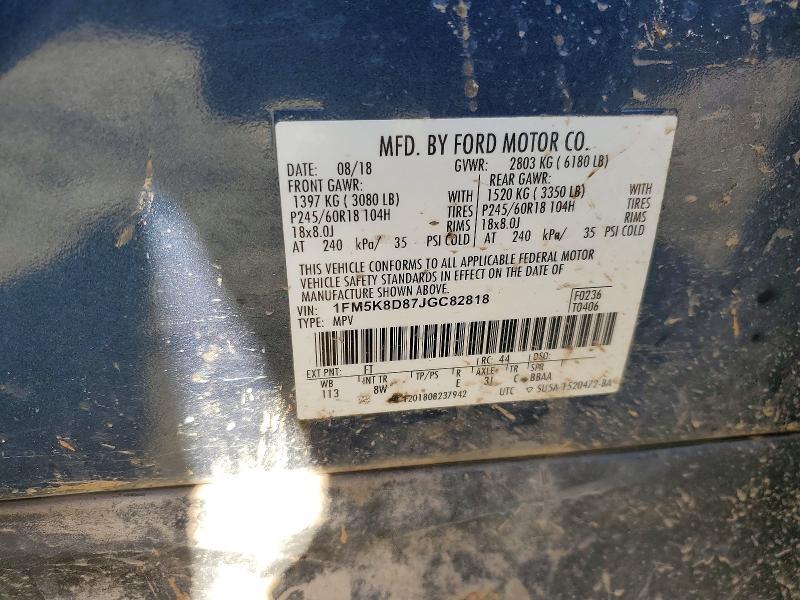 MFD. BY FORD MOTOR CO.
DATE: 08/18 GVWR: 2803 KG ( 6180 LB)
FRONT GAWR: REAR GAWR:
1397 KG ( 3080 LB) WITH 1520 KG ( 3350 LB) WITH
P245/60R18 104H TIRES P245/60R18 104H TIRES
18x8.0J RIMS 18x8.0J RIMS
AT 240 kPa/ 35 PSI COLD AT 240 kPa/ 35 PSI COLD
THIS VEHICLE CONFORMS TO ALL APPLICABLE FEDERAL MOTOR
VEHICLE SAFETY STANDARDS IN EFFECT ON THE DATE OF
MANUFACTURE SHOWN ABOVE.
VIN: 1FM5K8D87JGC82818 F0236
TYPE: MPV T0406
EXT PNT: FT RC: 44 DSO:
WB INT TR TP/PS R AXLE TR SPR
113 8W E 3J C BBAA
1201808237942 UTC ▽ SU5A-1520472-BA